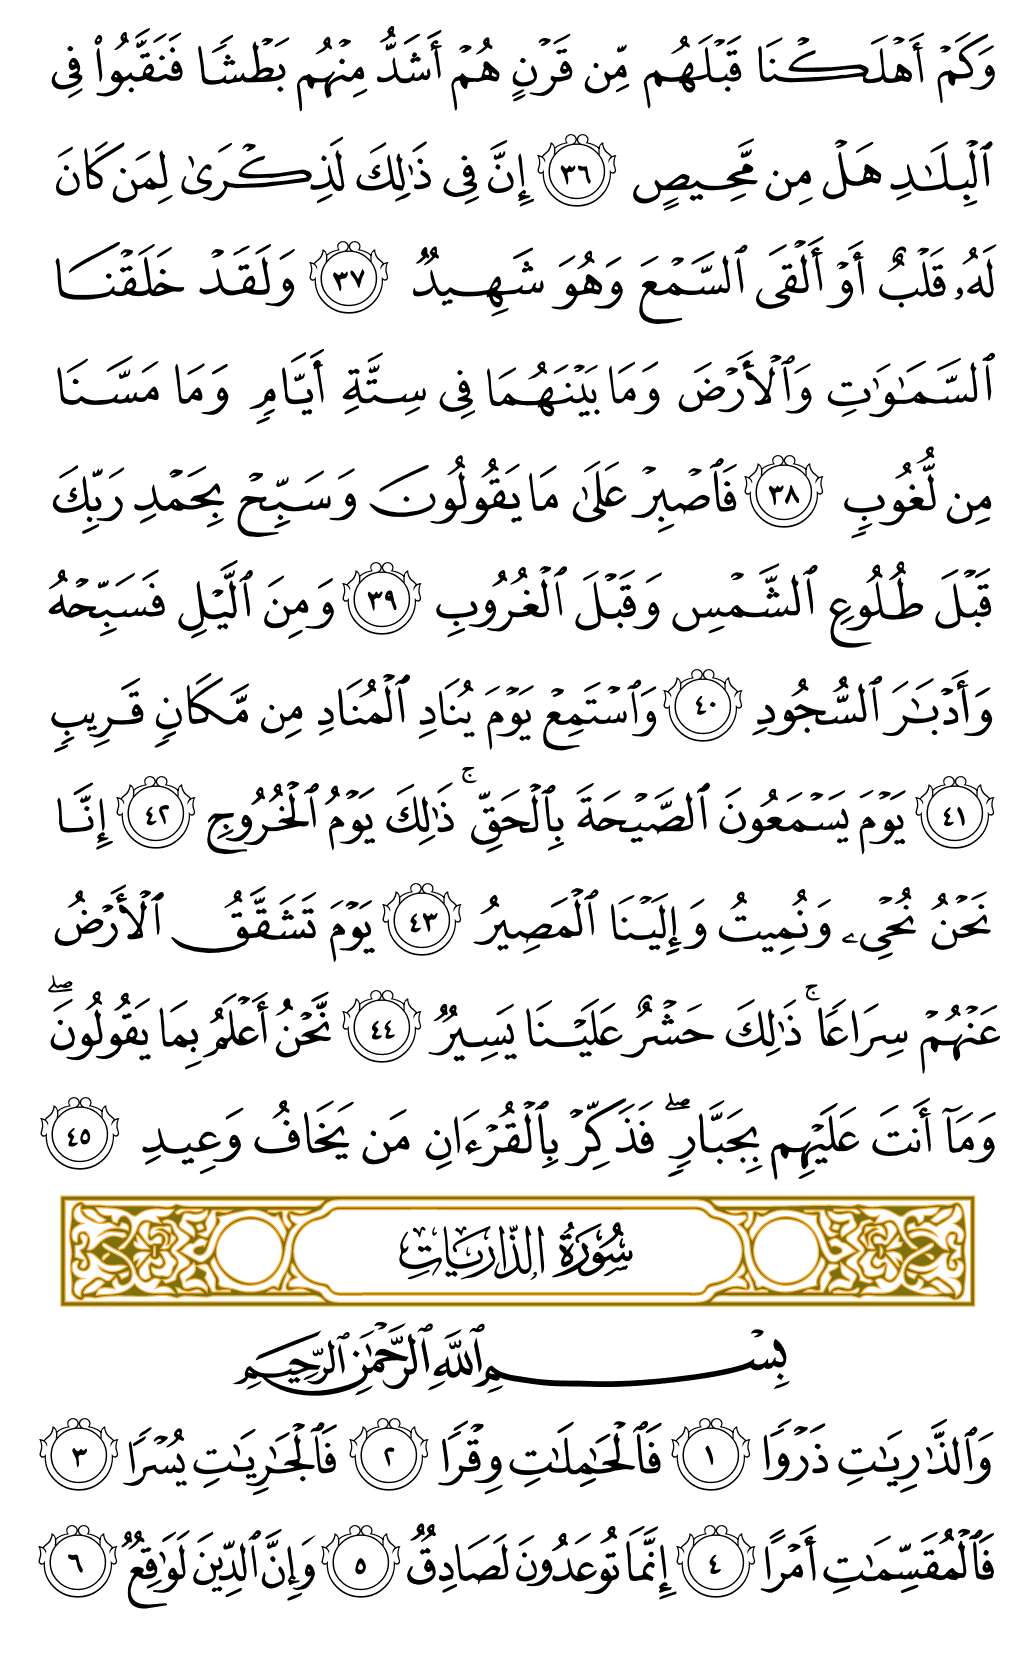 وَكَمۡ أَهۡلَكۡنَا قَبۡلَهُم مِّن قَرۡنٍ هُمۡ أَشَدُّ مِنۡهُم بَطۡشٗا فَنَقَّبُواْ فِي
ٱلۡبِلَٰدِ هَلۡ مِن مَّحِيصٍ ٣٦ إِنَّ فِي ذَٰلِكَ لَذِكۡرَىٰ لِمَن كَانَ
لَهُۥ قَلۡبٌ أَوۡ أَلۡقَى ٱلسَّمۡعَ وَهُوَ شَهِيدٞ ٣٧ وَلَقَدۡ خَلَقۡنَا
ٱلسَّمَٰوَٰتِ وَٱلۡأَرۡضَ وَمَا بَيۡنَهُمَا فِي سِتَّةِ أَيَّامٖ وَمَا مَسَّنَا
مِن لُّغُوبٖ ٣٨ فَٱصۡبِرۡ عَلَىٰ مَا يَقُولُونَ وَسَبِّحۡ بِحَمۡدِ رَبِّكَ
قَبۡلَ طُلُوعِ ٱلشَّمۡسِ وَقَبۡلَ ٱلۡغُرُوبِ ٣٩ وَمِنَ ٱلَّيۡلِ فَسَبِّحۡهُ
وَأَدۡبَٰرَ ٱلسُّجُودِ ٤٠ وَٱسۡتَمِعۡ يَوۡمَ يُنَادِ ٱلۡمُنَادِ مِن مَّكَانٖ قَرِيبٖ
٤١ يَوۡمَ يَسۡمَعُونَ ٱلصَّيۡحَةَ بِٱلۡحَقِّۚ ذَٰلِكَ يَوۡمُ ٱلۡخُرُوجِ ٤٢ إِنَّا
نَحۡنُ نُحۡيِۦ وَنُمِيتُ وَإِلَيۡنَا ٱلۡمَصِيرُ ٤٣ يَوۡمَ تَشَقَّقُ ٱلۡأَرۡضُ
عَنۡهُمۡ سِرَاعٗاۚ ذَٰلِكَ حَشۡرٌ عَلَيۡنَا يَسِيرٞ ٤٤ نَّحۡنُ أَعۡلَمُ بِمَا يَقُولُونَۖ
وَمَآ أَنتَ عَلَيۡهِم بِجَبَّارٖۖ فَذَكِّرۡ بِٱلۡقُرۡءَانِ مَن يَخَافُ وَعِيدِ ٤٥
سُورَةُ الذَّارِيَاتِ
بِسۡمِ ٱللَّهِ ٱلرَّحۡمَٰنِ ٱلرَّحِيمِ
وَٱلذَّٰرِيَٰتِ ذَرۡوٗا ١ فَٱلۡحَٰمِلَٰتِ وِقۡرٗا ٢ فَٱلۡجَٰرِيَٰتِ يُسۡرٗا ٣
فَٱلۡمُقَسِّمَٰتِ أَمۡرًا ٤ إِنَّمَا تُوعَدُونَ لَصَادِقٞ ٥ وَإِنَّ ٱلدِّينَ لَوَٰقِعٞ ٦